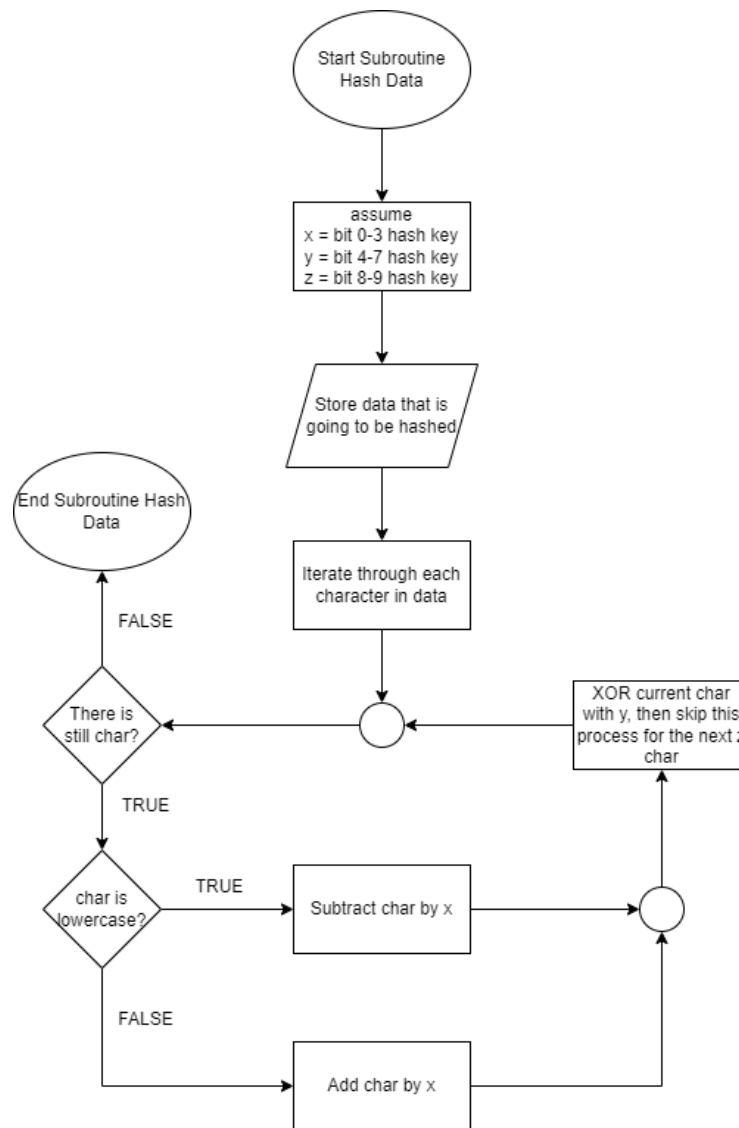 Start Subroutine
Hash Data
assume
x = bit 0-3 hash key
y = bit 4-7 hash key
z = bit 8-9 hash key
Store data that is
going to be hashed
End Subroutine Hash
Data
Iterate through each
character in data
FALSE
There is
still char?
XOR current char
with y, then skip this
process for the next z
char
TRUE
char is
lowercase?
TRUE
Subtract char by x
FALSE
Add char by x